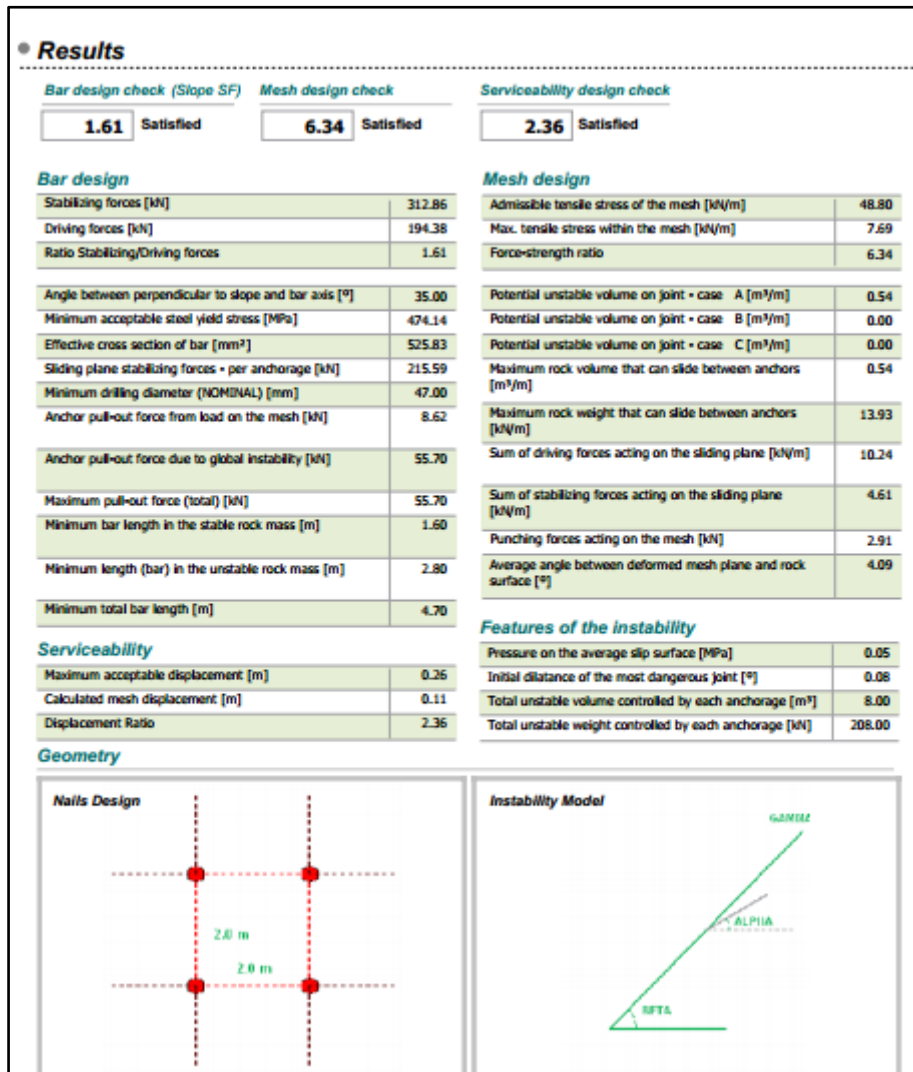 Results
Bar design check (Slope SF) Mesh design check Serviceability design check
1.61 Satisfied 6.34 Satisfied 2.36 Satisfied
Bar design
Stabilizing forces [kN] 312.86
Driving forces [kN] 194.38
Ratio Stabilizing/Driving forces 1.61
Angle between perpendicular to slope and bar axis [º] 35.00
Minimum acceptable steel yield stress [MPa] 474.14
Effective cross section of bar [mm²] 525.83
Sliding plane stabilizing forces - per anchorage [kN] 215.59
Minimum drilling diameter (NOMINAL) [mm] 47.00
Anchor pull-out force from load on the mesh [kN] 8.62
Anchor pull-out force due to global instability [kN] 55.70
Maximum pull-out force (total) [kN] 55.70
Minimum bar length in the stable rock mass [m] 1.60
Minimum length (bar) in the unstable rock mass [m] 2.80
Minimum total bar length [m] 4.70
Serviceability
Maximum acceptable displacement [m] 0.26
Calculated mesh displacement [m] 0.11
Displacement Ratio 2.36
Mesh design
Admissible tensile stress of the mesh [kN/m] 48.80
Max. tensile stress within the mesh [kN/m] 7.69
Force-strength ratio 6.34
Potential unstable volume on joint - case A [m³/m] 0.54
Potential unstable volume on joint - case B [m³/m] 0.00
Potential unstable volume on joint - case C [m³/m] 0.00
Maximum rock volume that can slide between anchors 0.54
[m³/m]
Maximum rock weight that can slide between anchors 13.93
[kN/m]
Sum of driving forces acting on the sliding plane [kN/m] 10.24
Sum of stabilizing forces acting on the sliding plane 4.61
[kN/m]
Punching forces acting on the mesh [kN] 2.91
Average angle between deformed mesh plane and rock 4.09
surface [º]
Features of the instability
Pressure on the average slip surface [MPa] 0.05
Initial dilatance of the most dangerous joint [º] 0.08
Total unstable volume controlled by each anchorage [m³] 8.00
Total unstable weight controlled by each anchorage [kN] 208.00
Geometry
Nails Design
2.0 m
2.0 m
Instability Model
GAMMA
ALPHA
BETA